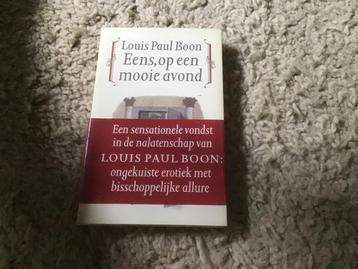 Louis Paul Boon
Eens, op een
mooie avond
Een sensationele vondst
in de nalatenschap van
LOUIS PAUL BOON:
ongekuiste erotiek met
bisschoppelijke allure